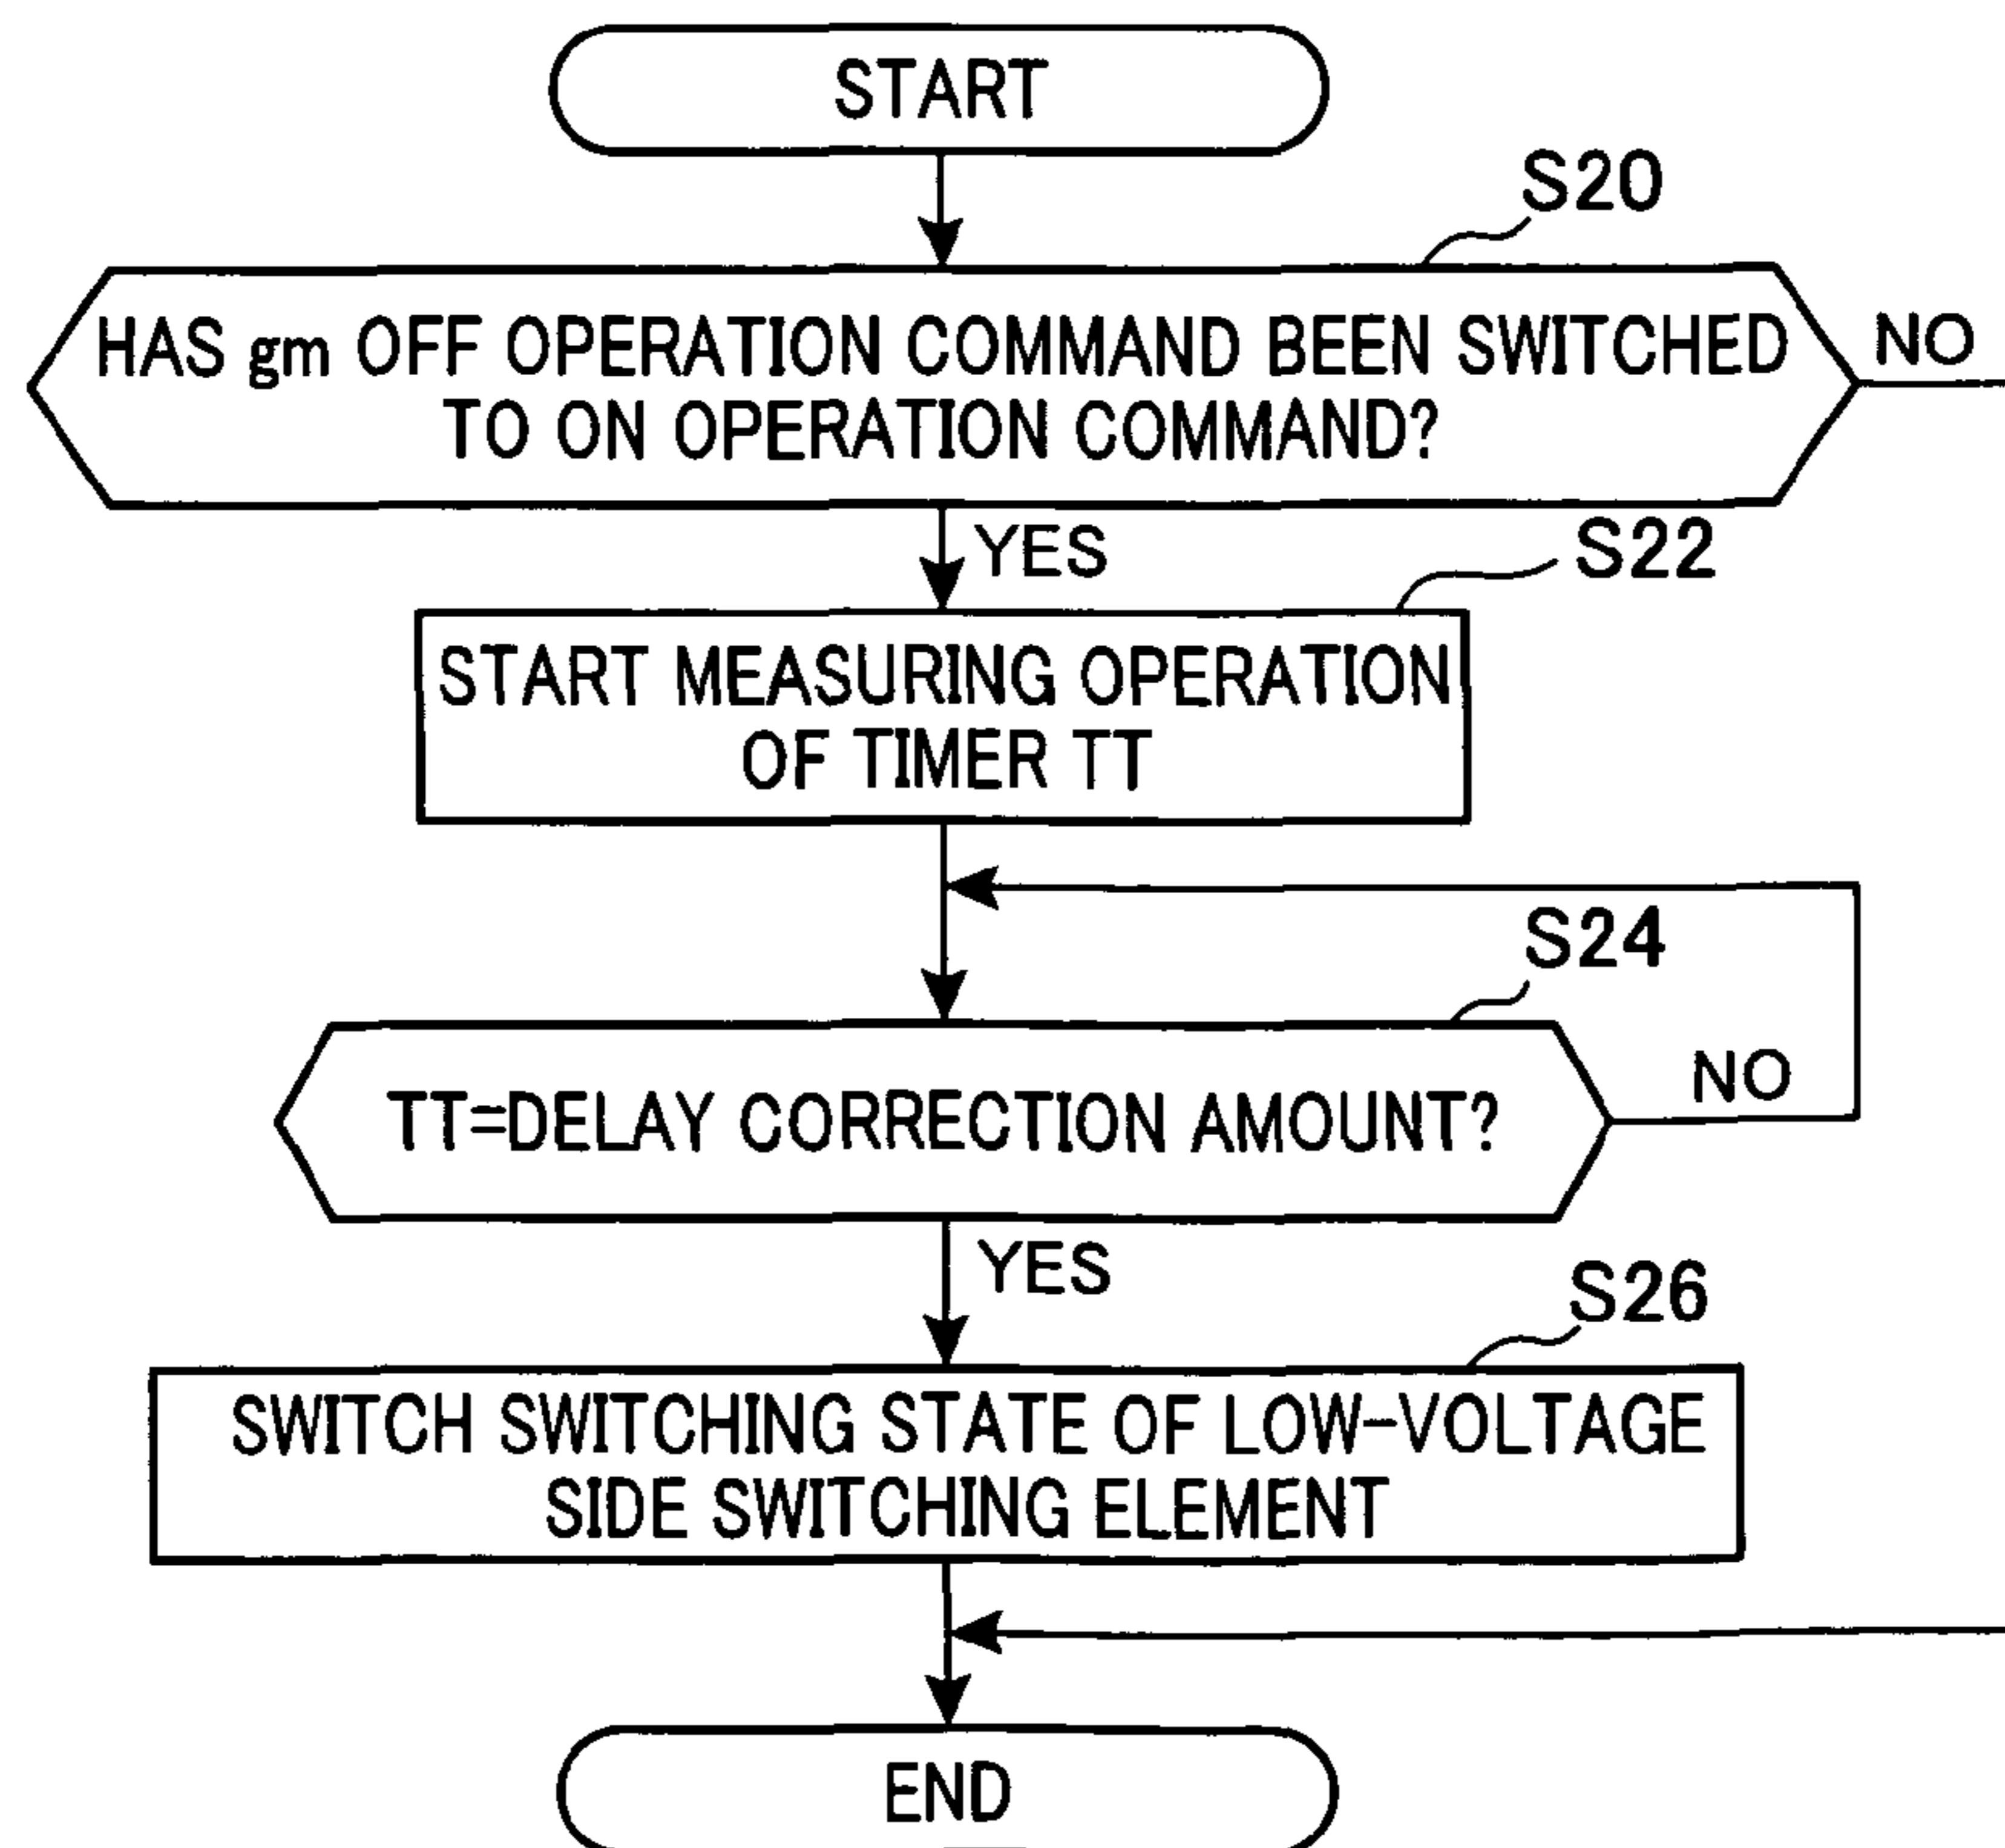 START
S20
HAS gm OFF OPERATION COMMAND BEEN SWITCHED
TO ON OPERATION COMMAND?
NO
YES
S22
START MEASURING OPERATION
OF TIMER TT
S24
TT=DELAY CORRECTION AMOUNT?
NO
YES
S26
SWITCH SWITCHING STATE OF LOW-VOLTAGE
SIDE SWITCHING ELEMENT
END